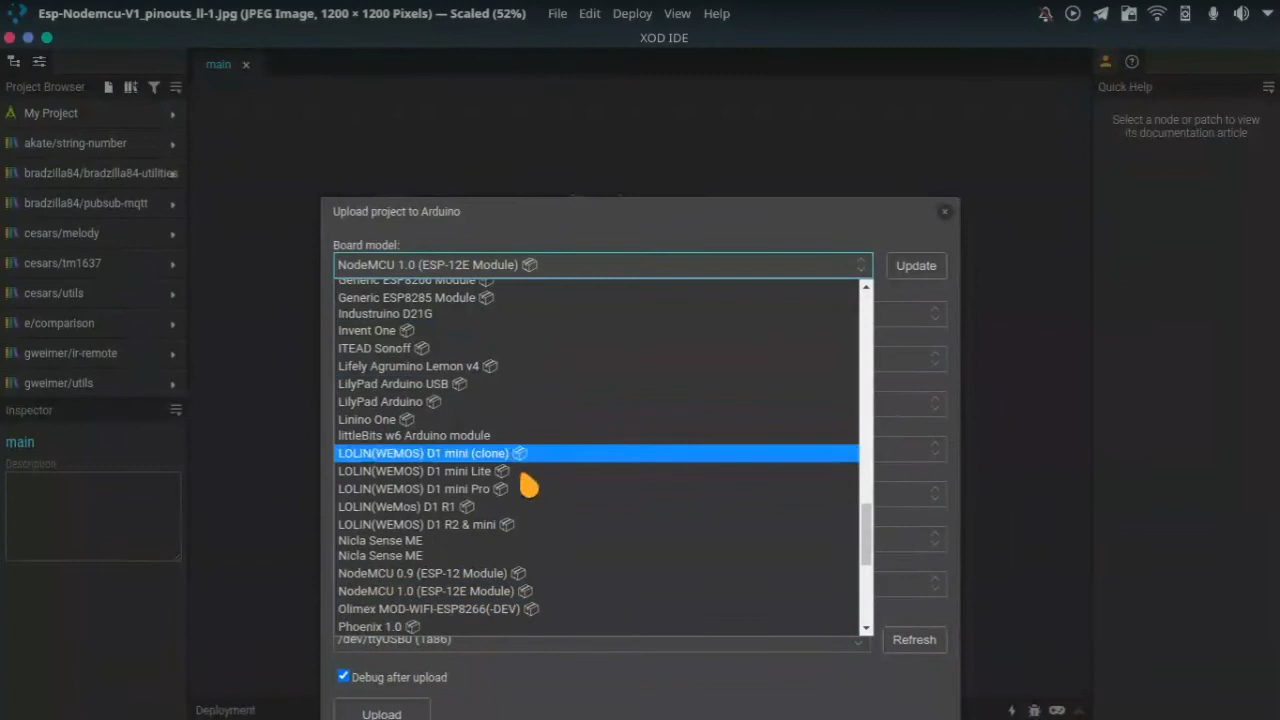 Esp-Nodemcu-V1_pinouts_ll-1.Jpg (JPEG Image, 1200 × 1200 Pixels) — Scaled (52%) File Edit Deploy View Help
XOD IDE
main
Project Browser
Quick Help
My Project
Select a node or patch to view
its documentation article
akate/string-number
bradzilla84/bradzilla84-utilities
bradzilla84/pubsub-mqtt
cesars/melody
cesars/tm1637
cesars/utils
e/comparison
gweimer/ir-remote
gweimer/utils
Inspector
main
Description
Upload project to Arduino
Board model:
NodeMCU 1.0 (ESP-12E Module)
Update
Generic ESP8266 Module
Generic ESP8285 Module
Industruino D21G
Invent One
ITEAD Sonoff
Lifely Agrumino Lemon v4
LilyPad Arduino USB
LilyPad Arduino
Linino One
littleBits w6 Arduino module
LOLIN(WEMOS) D1 mini (clone)
LOLIN(WEMOS) D1 mini Lite
LOLIN(WEMOS) D1 mini Pro
LOLIN(WeMos) D1 R1
LOLIN(WEMOS) D1 R2 & mini
Nicla Sense ME
Nicla Sense ME
NodeMCU 0.9 (ESP-12 Module)
NodeMCU 1.0 (ESP-12E Module)
Olimex MOD-WIFI-ESP8266(-DEV)
Phoenix 1.0
/dev/ttyUSB0 (1a86)
Refresh
Debug after upload
Upload
Deployment